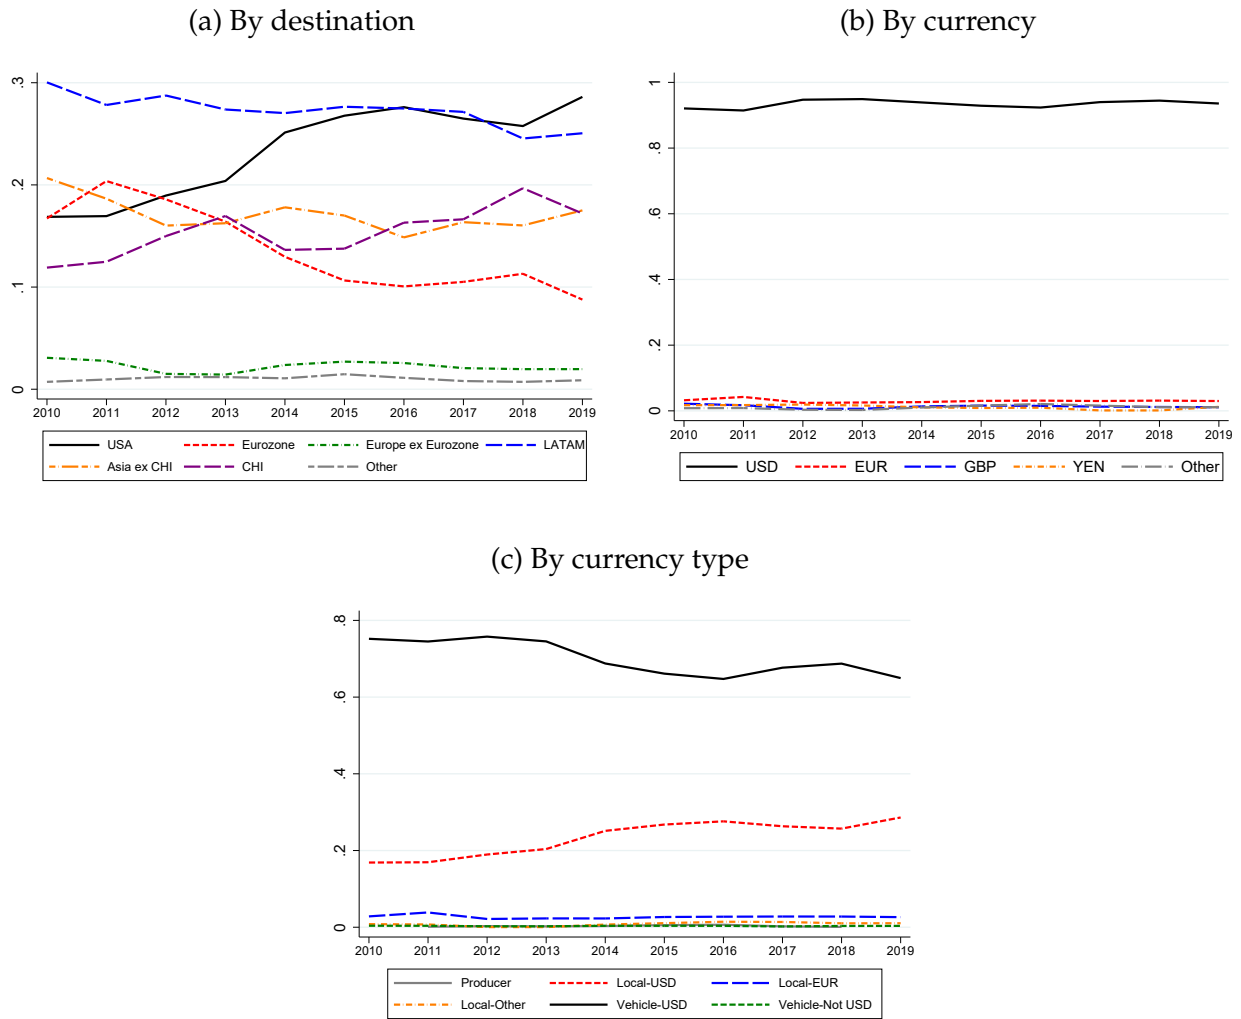 (a) By destination
.3
.2
.1
0
2010 2011 2012 2013 2014 2015 2016 2017 2018 2019
USA Eurozone Europe ex Eurozone LATAM
Asia ex CHI CHI Other
(b) By currency
1
.8
.6
.4
.2
0
2010 2011 2012 2013 2014 2015 2016 2017 2018 2019
USD EUR GBP YEN Other
(c) By currency type
.8
.6
.4
.2
0
2010 2011 2012 2013 2014 2015 2016 2017 2018 2019
Producer Local-USD Local-EUR
Local-Other Vehicle-USD Vehicle-Not USD